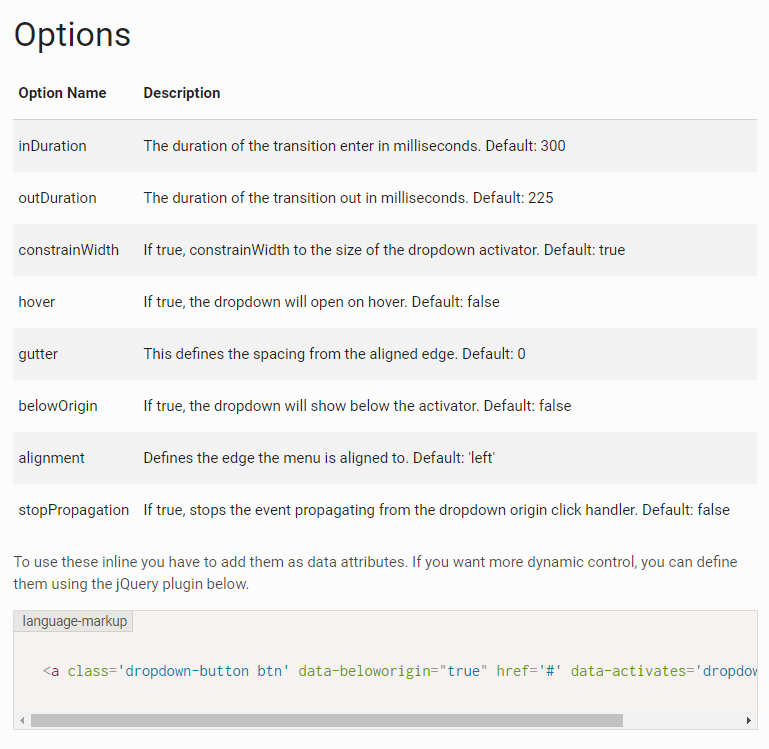 Options
Option Name Description
inDuration The duration of the transition enter in milliseconds. Default: 300
outDuration The duration of the transition out in milliseconds. Default: 225
constrainWidth If true, constrainWidth to the size of the dropdown activator. Default: true
hover If true, the dropdown will open on hover. Default: false
gutter This defines the spacing from the aligned edge. Default: 0
belowOrigin If true, the dropdown will show below the activator. Default: false
alignment Defines the edge the menu is aligned to. Default: 'left'
stopPropagation If true, stops the event propagating from the dropdown origin click handler. Default: false
To use these inline you have to add them as data attributes. If you want more dynamic control, you can define
them using the jQuery plugin below.
language-markup
<a class='dropdown-button btn' data-beloworigin="true" href='#' data-activates='dropdow